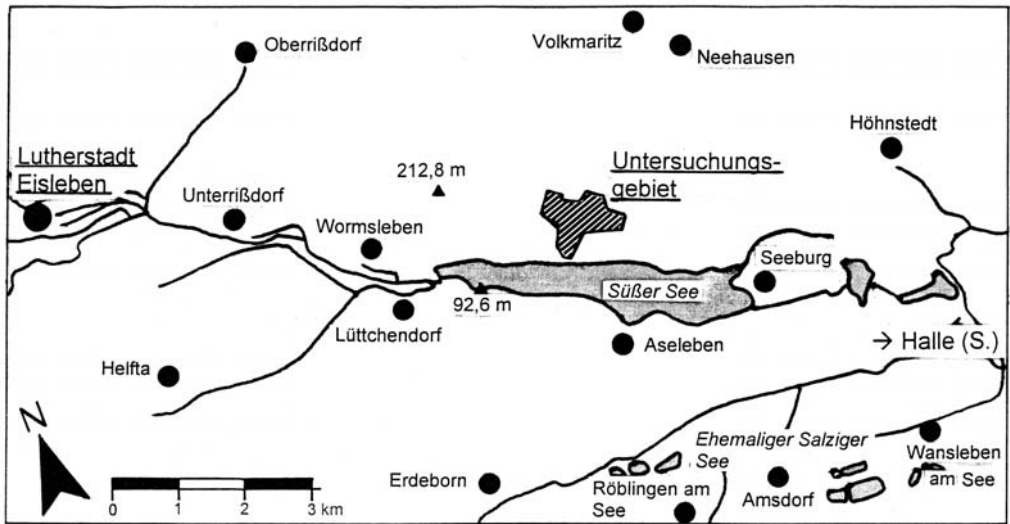 Oberrißdorf
Volkmaritz
Neehausen
Höhnstedt
Lutherstadt
Eisleben
212,8 m
Untersuchungs-
gebiet
Unterrißdorf
Wormsleben
Seeburg
Süßer See
92,6 m
Lüttchendorf
Aseleben
→ Halle (S.)
Helfta
N
Ehemaliger Salziger
See
Wansleben
am See
Erdeborn
Röblingen am
See
Amsdorf
0 1 2 3 km